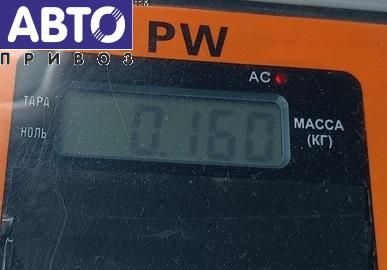 АВТО
ПРИВОЗ
PW
AC
ТАРА
НОЛЬ
0.160
МАССА
(КГ)